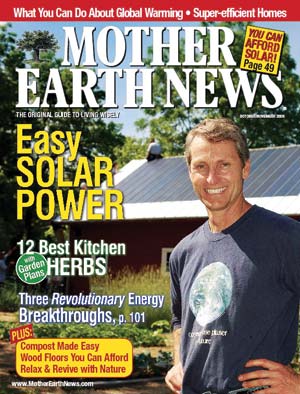 What You Can Do About Global Warming • Super-efficient Homes
MOTHER
EARTH NEWS
YOU CAN
AFFORD
SOLAR!
Page 49
THE ORIGINAL GUIDE TO LIVING WISELY
Easy
SOLAR
POWER
12 Best Kitchen
HERBS
with
Garden
Plans
Three Revolutionary Energy
Breakthroughs, p. 101
PLUS:
Compost Made Easy
Wood Floors You Can Afford
Relax & Revive with Nature
www.MotherEarthNews.com